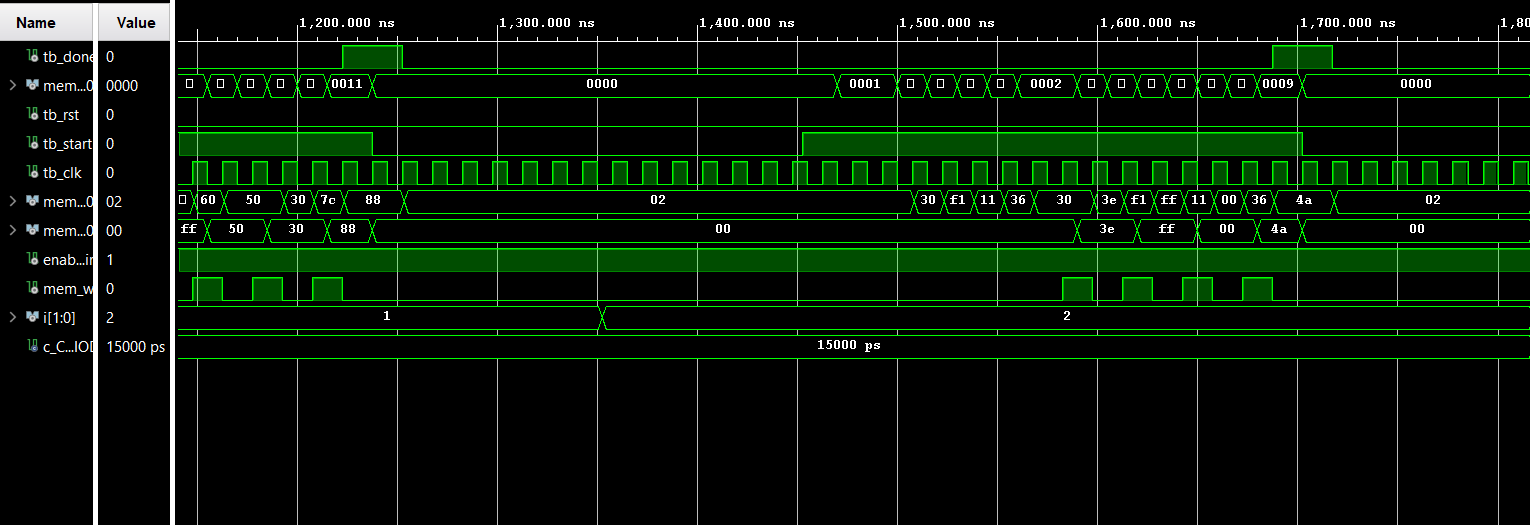 Name Value 1,200.000 ns 1,300.000 ns 1,400.000 ns 1,500.000 ns 1,600.000 ns 1,700.000 ns 1,80
tb_done 0
mem...0 0000 0011 0000 0001 0002 0009 0000
tb_rst 0
tb_start 0
tb_clk 0
mem...0 02 60 50 30 7c 88 02 30 f1 11 36 30 3e f1 ff 11 00 36 4a 02
mem...0 00 ff 50 30 88 00 3e ff 00 4a 00
enab...ir 1
mem_w 0
i[1:0] 2 1 2
c_C...IOD 15000 ps 15000 ps